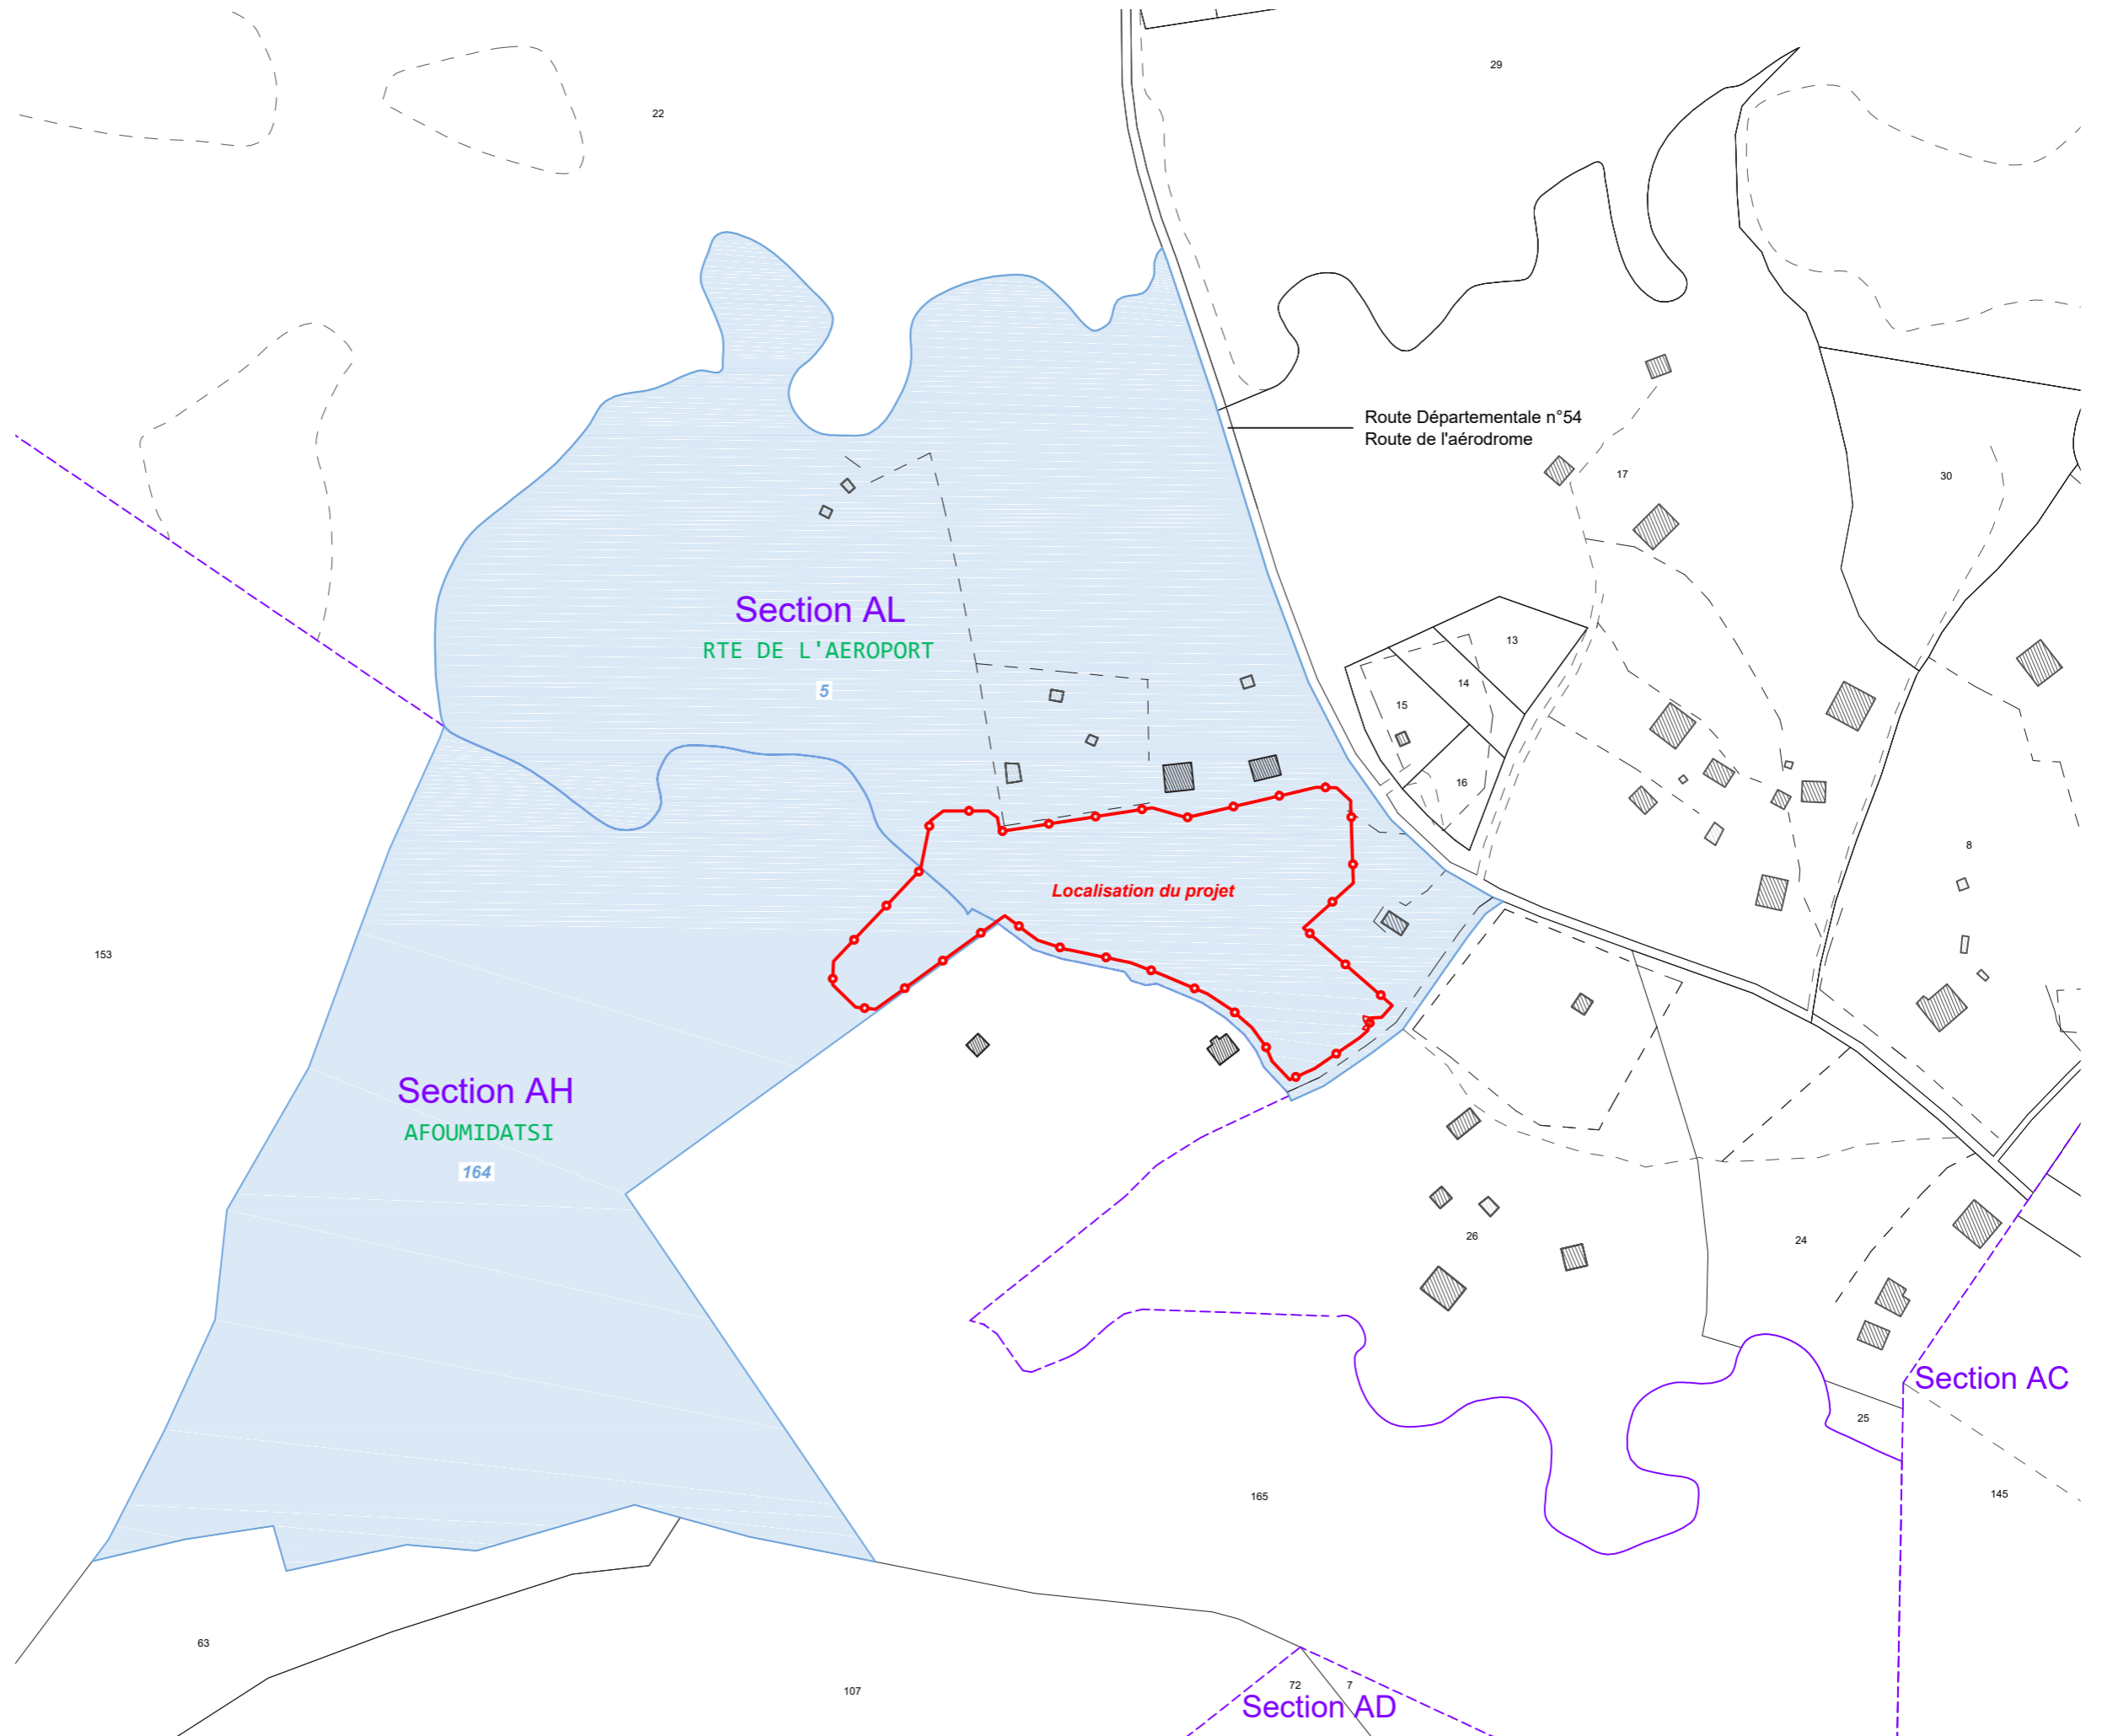 29
22
Route Départementale n°54
Route de l'aérodrome
17
30
Section AL
RTE DE L'AEROPORT
5
13
14
15
16
8
Localisation du projet
153
Section AH
AFOUMIDATSI
164
26
24
Section AC
25
165
145
63
107
72
7
Section AD